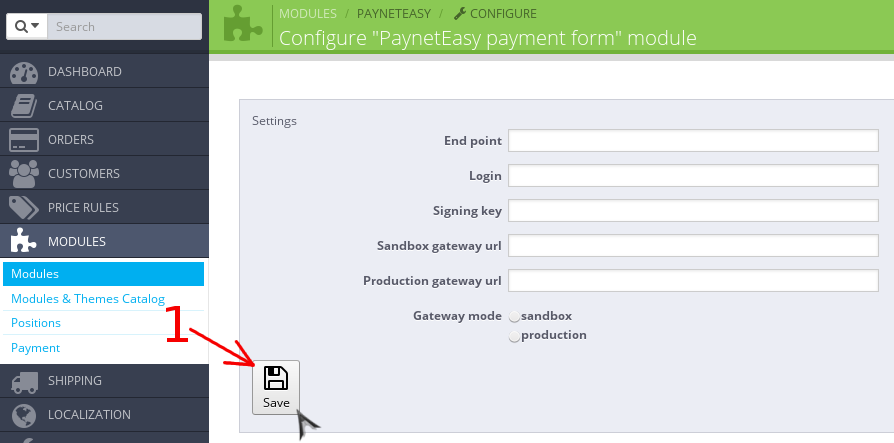 Search
MODULES / PAYNETEASY / CONFIGURE
Configure "PaynetEasy payment form" module
DASHBOARD
CATALOG
ORDERS
CUSTOMERS
PRICE RULES
MODULES
Modules
Modules & Themes Catalog
Positions
Payment
SHIPPING
LOCALIZATION
Settings
End point
Login
Signing key
Sandbox gateway url
Production gateway url
Gateway mode sandbox
production
1
Save